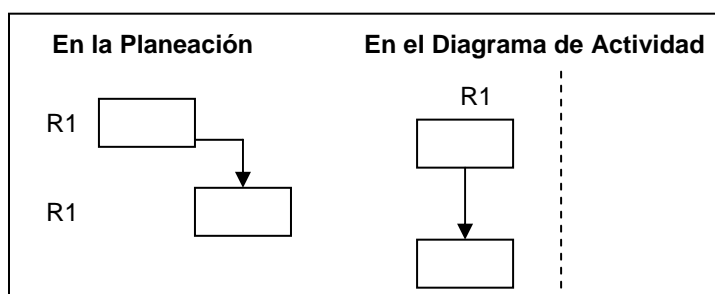 En la Planeación
En el Diagrama de Actividad
R1
R1
R1